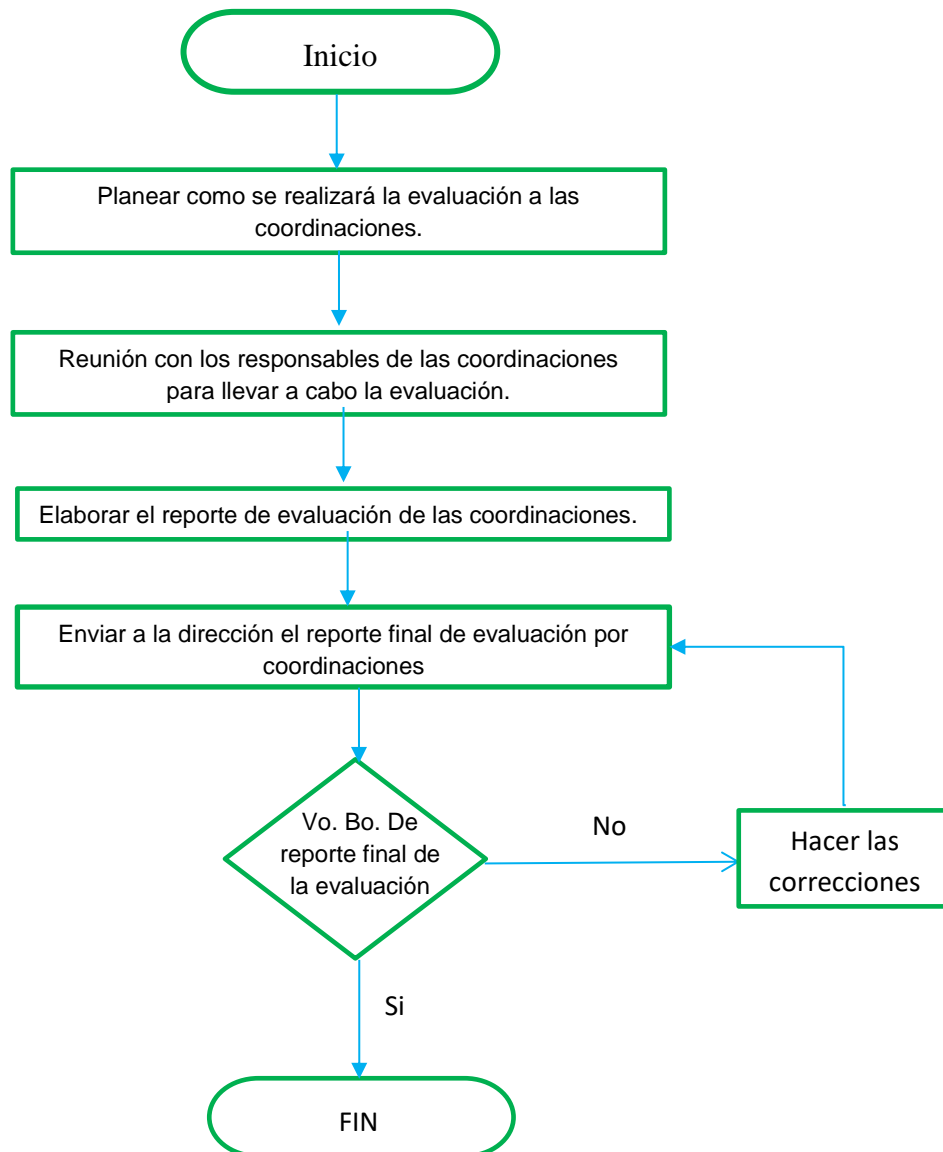 Inicio
Planear como se realizará la evaluación a las
coordinaciones.
Reunión con los responsables de las coordinaciones
para llevar a cabo la evaluación.
Elaborar el reporte de evaluación de las coordinaciones.
Enviar a la dirección el reporte final de evaluación por
coordinaciones
Vo. Bo. De
reporte final de
la evaluación
No
Hacer las
correcciones
Si
FIN